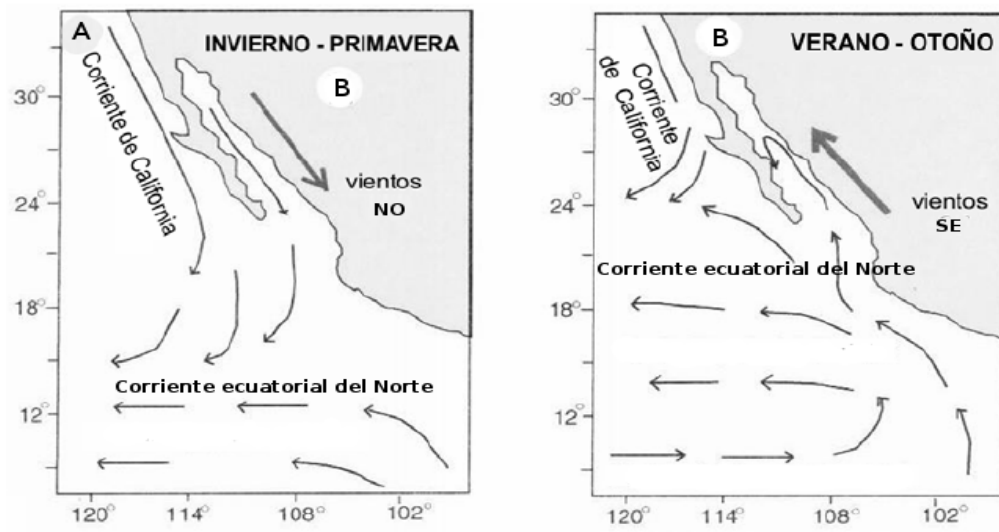 A
INVIERNO - PRIMAVERA
B
Corriente de California
vientos
NO
Corriente ecuatorial del Norte
30°
24°
18°
12°
120°
114°
108°
102°
B
VERANO - OTOÑO
Corriente
de
California
vientos
SE
Corriente ecuatorial del Norte
30°
24°
18°
12°
120°
114°
108°
102°